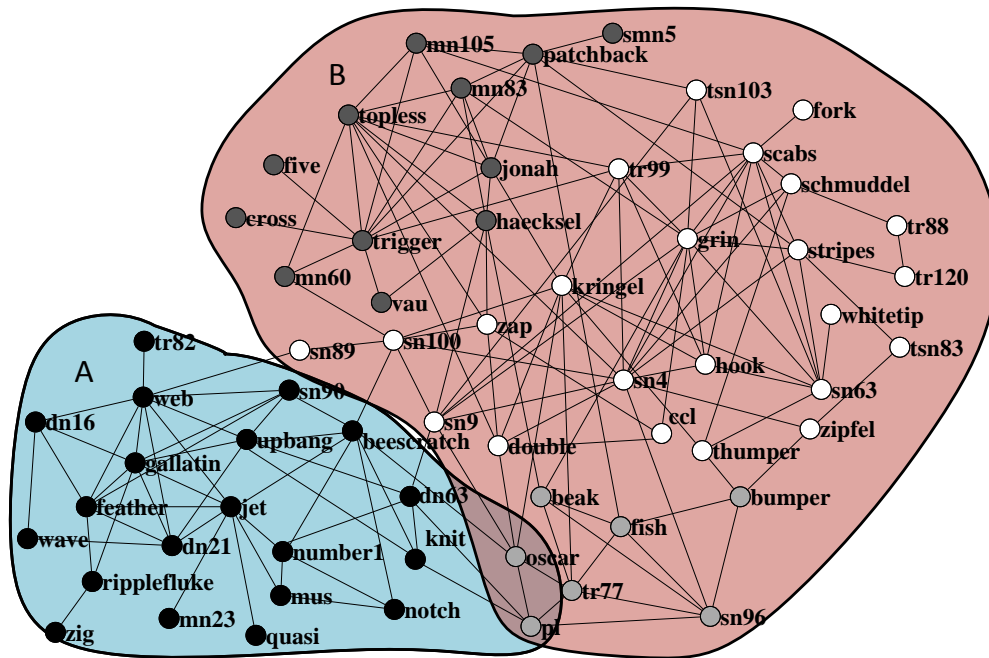 smn5
mn105
patchback
B
mn83
tsn103
fork
topless
scabs
five
jonah
tr99
schmuddel
cross
haecksel
tr88
trigger
grin
stripes
mn60
kringel
tr120
vau
whitetip
zap
tr82
sn89
sn100
tsn83
A
hook
sn4
sn63
web
sn90
dn16
sn9
ccl
upbang
beescratch
double
zipfel
gallatin
thumper
dn63
beak
bumper
feather
jet
fish
knit
wave
dn21
number1
oscar
ripplefluke
tr77
mus
notch
mn23
sn96
zig
quasi
pl